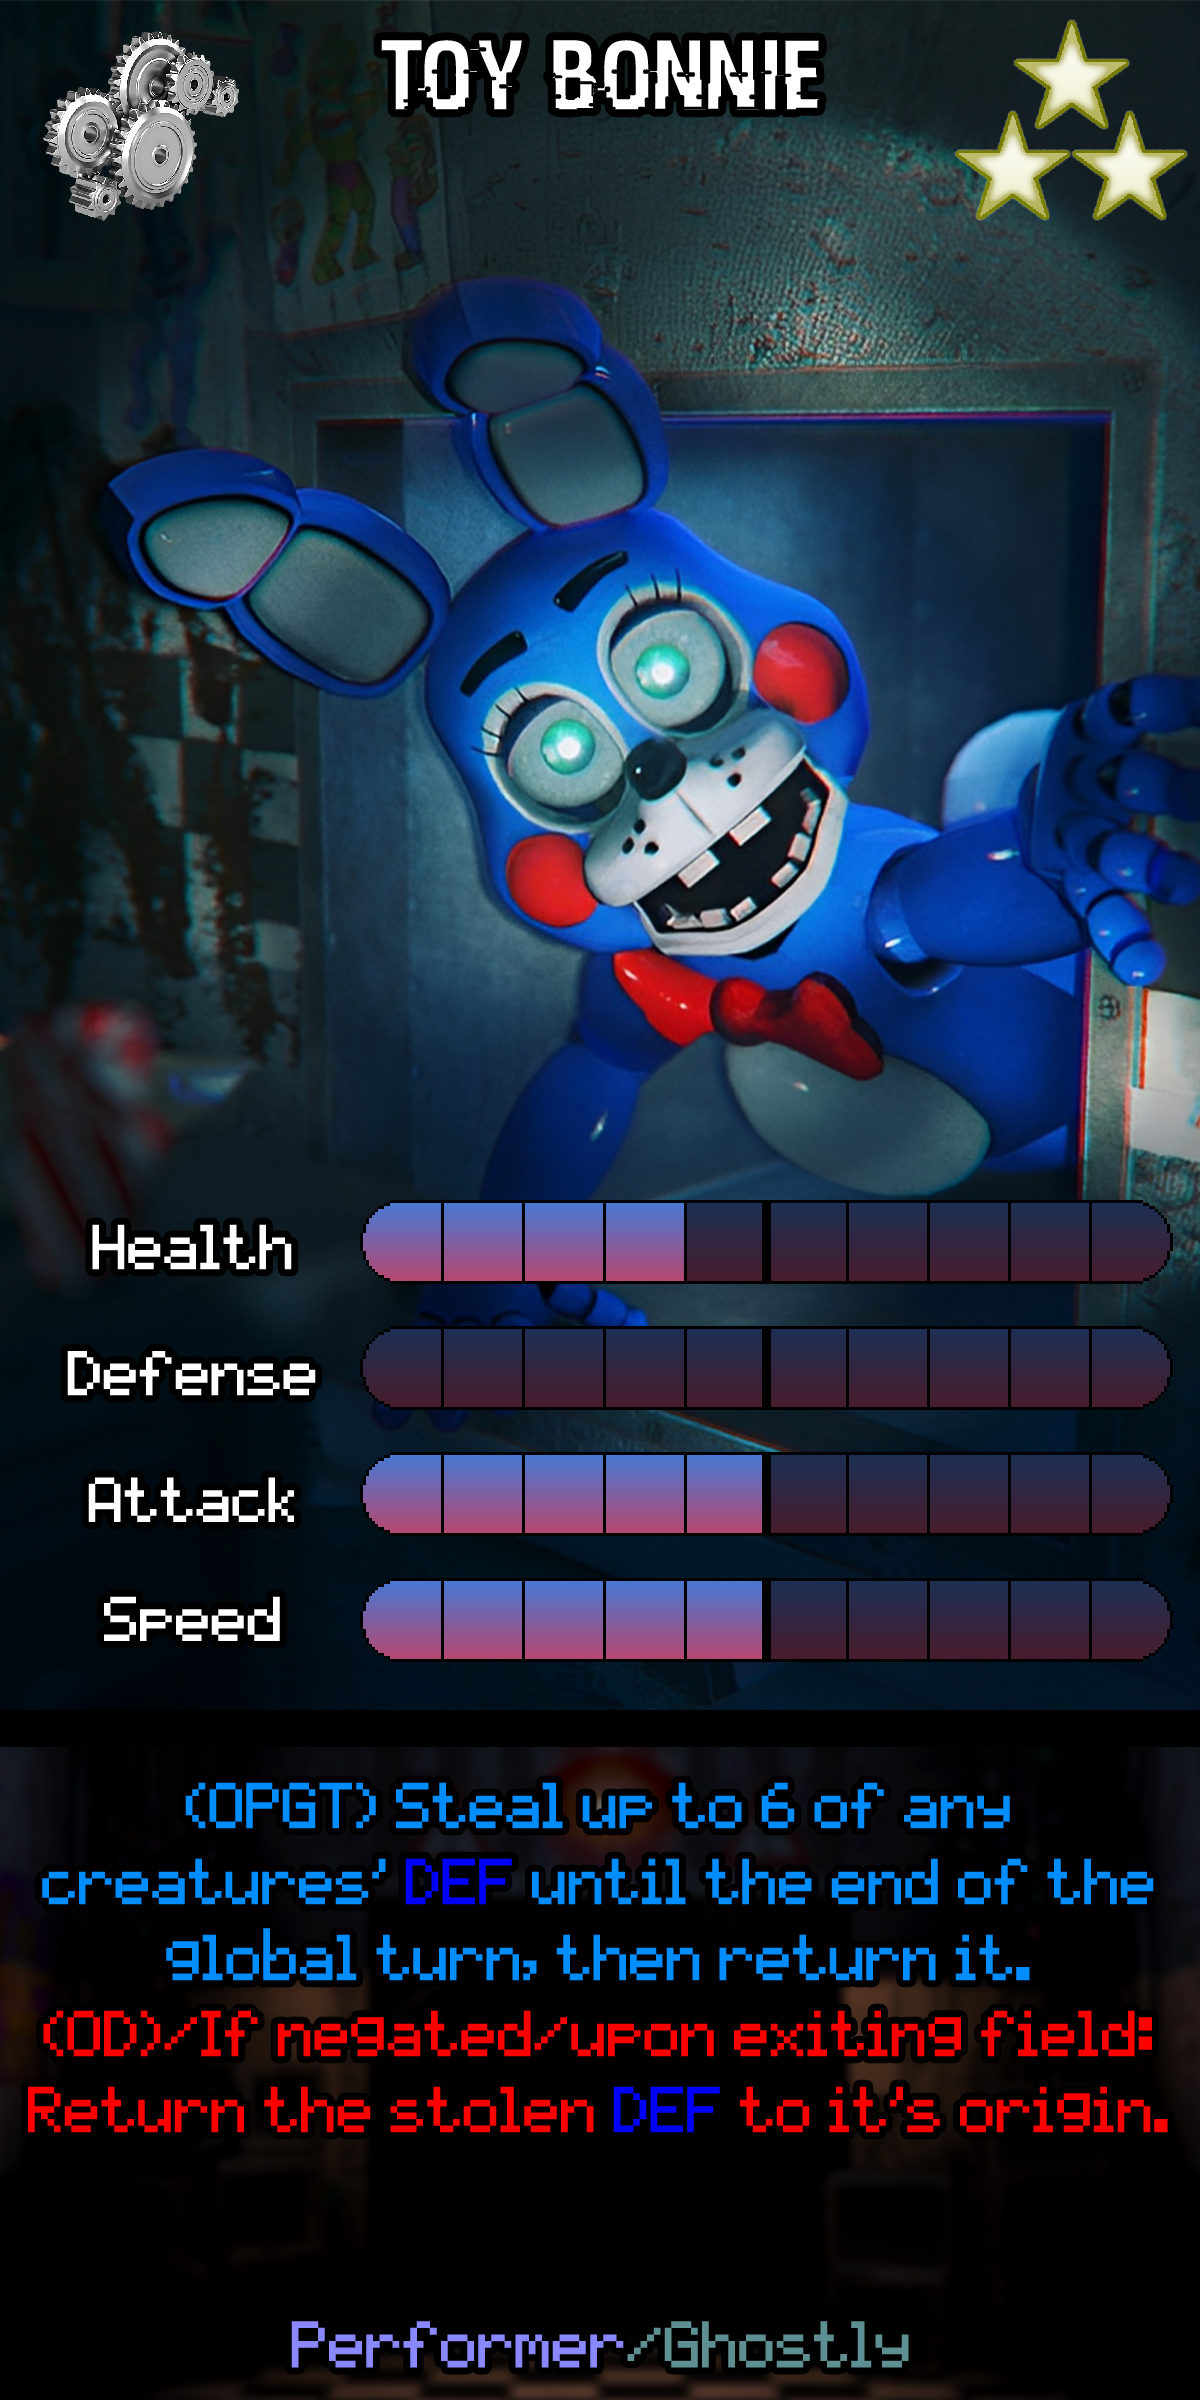 TOY BONNIE
Health
Defense
Attack
Speed
(OPGT) Steal up to 6 of any
creatures' DEF until the end of the
global turn, then return it.
(OD)/If negated/upon exiting field:
Return the stolen DEF to it's origin.
Performer/Ghostly